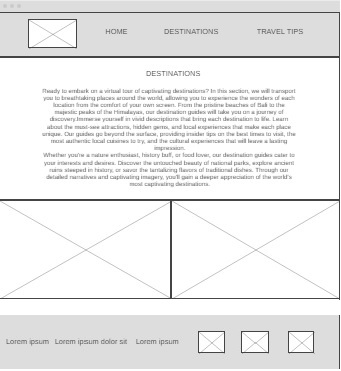 HOME
DESTINATIONS
TRAVEL TIPS
DESTINATIONS
Ready to embark on a virtual tour of captivating destinations? In this section, we will transport
you to breathtaking places around the world, allowing you to experience the wonders of each
location from the comfort of your own screen. From the pristine beaches of Bali to the
majestic peaks of the Himalayas, our destination guides will take you on a journey of
discovery.Immerse yourself in vivid descriptions that bring each destination to life. Learn
about the most-see attractions, hidden gems, and local experiences that make each place
unique. Our guides go beyond the surface, providing insider tips on the best times to visit, the
most authentic local cuisines to try, and the cultural experiences that will leave a lasting
impression.
Whether you're a nature enthusiast, history buff, or food lover, our destination guides cater to
your interests and desires. Discover the untouched beauty of national parks, explore ancient
ruins steeped in history, or savor the tantalizing flavors of traditional dishes. Through our
detailed narratives and captivating imagery, you'll gain a deeper appreciation of the world's
most captivating destinations.
Lorem ipsum
Lorem ipsum dolor sit
Lorem ipsum